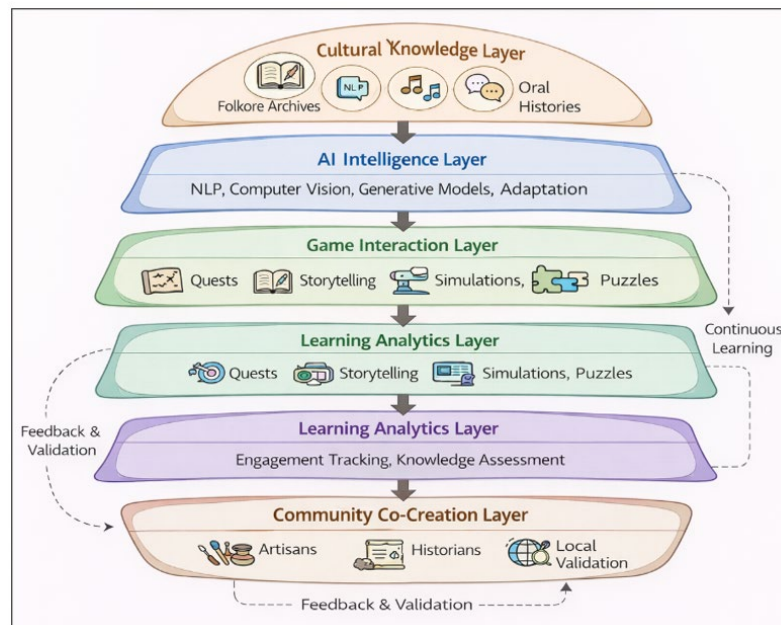 Cultural Knowledge Layer
NLP
Folkore Archives
Oral
Histories
AI Intelligence Layer
NLP, Computer Vision, Generative Models, Adaptation
Game Interaction Layer
Quests Storytelling Simulations, Puzzles
Continuous
Learning
Learning Analytics Layer
Quests Storytelling Simulations, Puzzles
Feedback &
Validation
Learning Analytics Layer
Engagement Tracking, Knowledge Assessment
Community Co-Creation Layer
Artisans Historians Local
Validation
Feedback & Validation